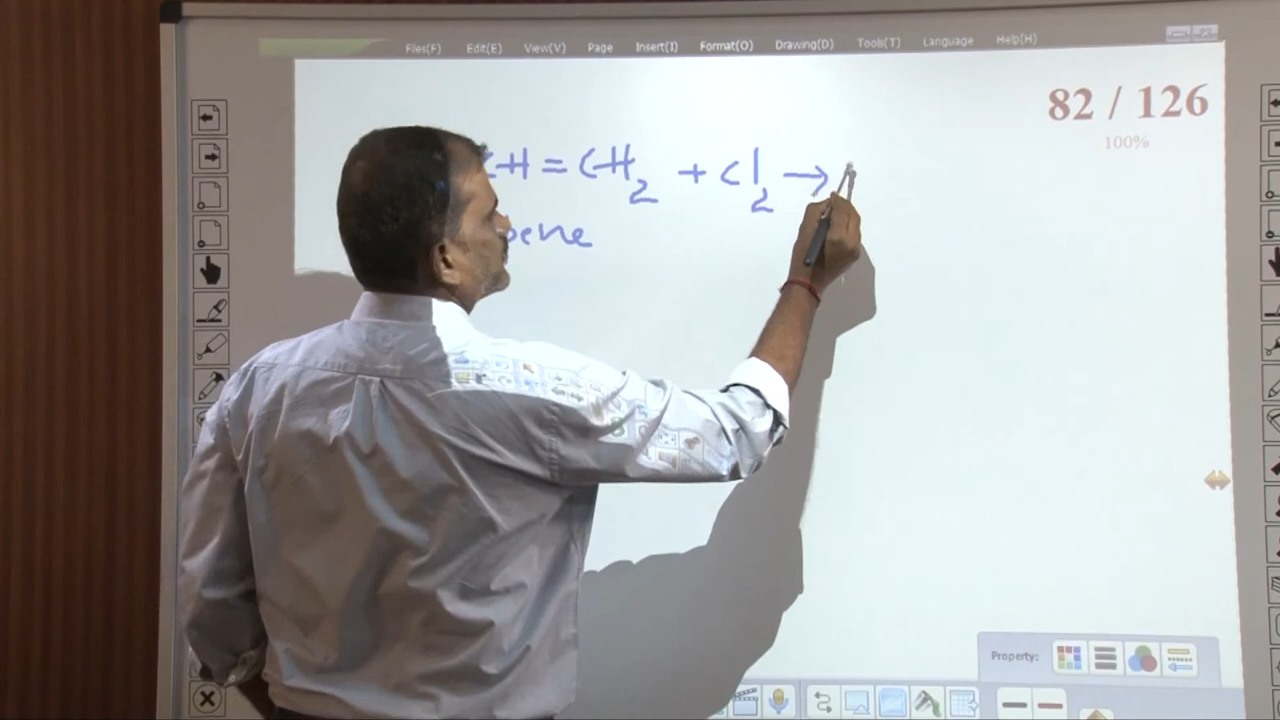 Files(F) Edit(E) View(V) Page Insert(I) Format(O) Drawing(D) Tools(T) Language Help(H)
82 / 126
100%
CH = CH2 + Cl2 →
pene
Property: